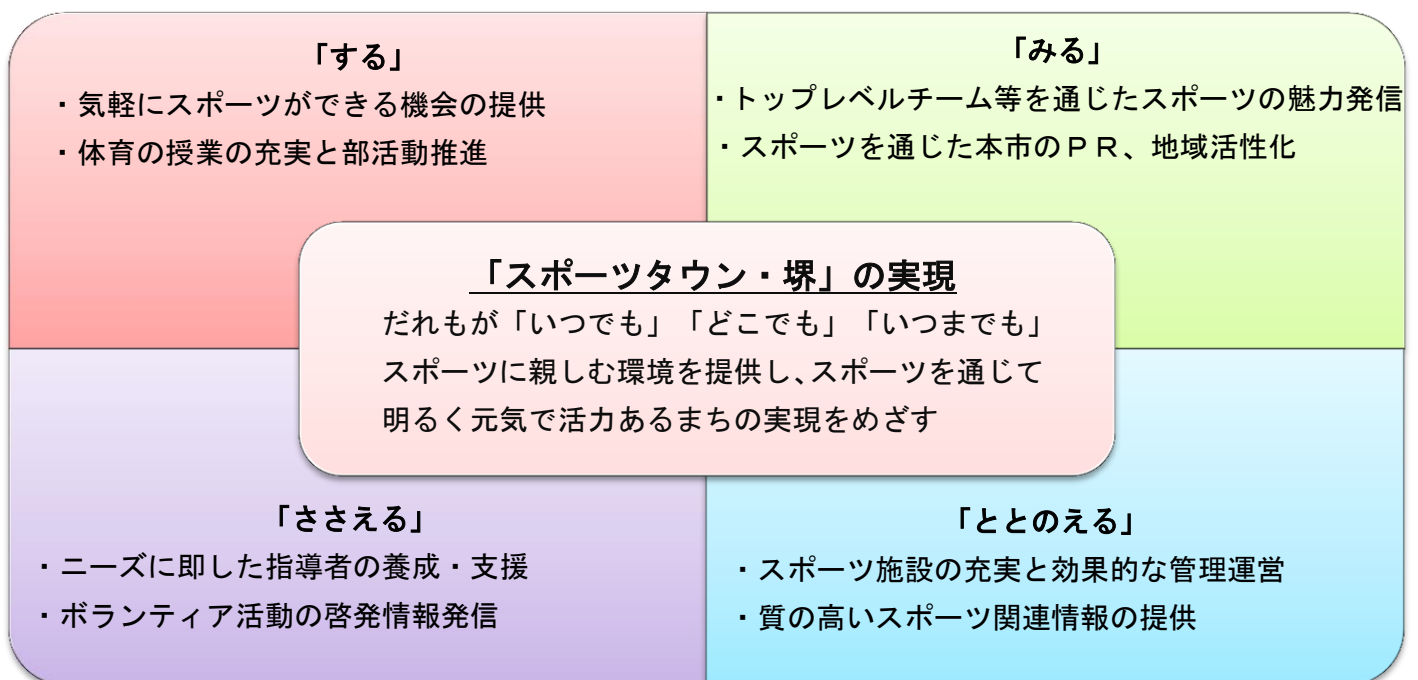 「する」
・気軽にスポーツができる機会の提供
・体育の授業の充実と部活動推進
「みる」
・トップレベルチーム等を通じたスポーツの魅力発信
・スポーツを通じた本市のＰＲ、地域活性化
「スポーツタウン・堺」の実現
だれもが「いつでも」「どこでも」「いつまでも」
スポーツに親しむ環境を提供し、スポーツを通じて
明るく元気で活力あるまちの実現をめざす
「ささえる」
・ニーズに即した指導者の養成・支援
・ボランティア活動の啓発情報発信
「ととのえる」
・スポーツ施設の充実と効果的な管理運営
・質の高いスポーツ関連情報の提供